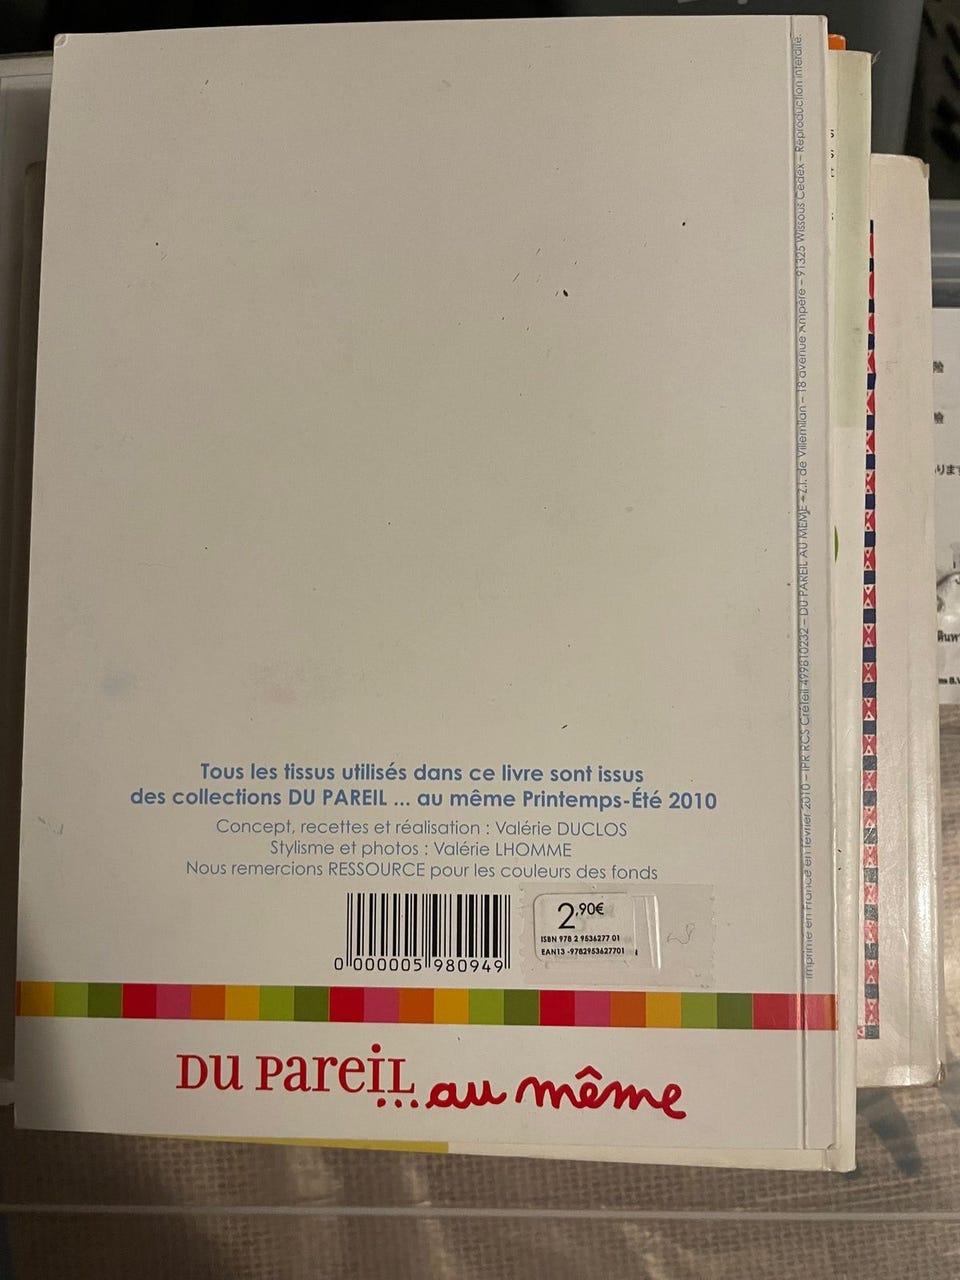 Tous les tissus utilisés dans ce livre sont issus
des collections DU PAREIL ... au même Printemps-Été 2010
Concept, recettes et réalisation : Valérie DUCLOS
Stylisme et photos : Valérie LHOMME
Nous remercions RESSOURCE pour les couleurs des fonds
0 000005 980949
2,90€
ISBN 978 2 9536277 01
EAN13 -9782953627701
DU PAREIL
...au même
Imprimé en France en février 2010 – IPR RCS Créteil 499810232 – DU PAREIL AU MEME – Z.I. de Villemilan – 18 avenue Ampère – 91325 Wissous Cedex – Reproduction interdite.